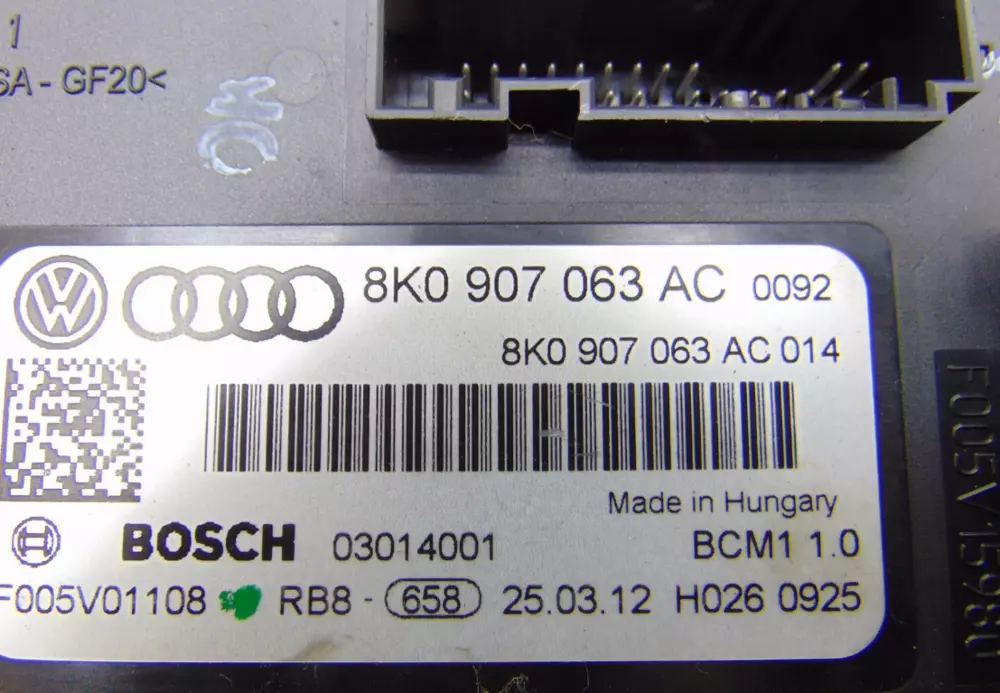 1
SA - GF20<
WC
8K0 907 063 AC 0092
8K0 907 063 AC 014
Made in Hungary
BOSCH 03014001 BCM1 1.0
F005V01108 RB8 - 658 25.03.12 H026 0925
F005V15980